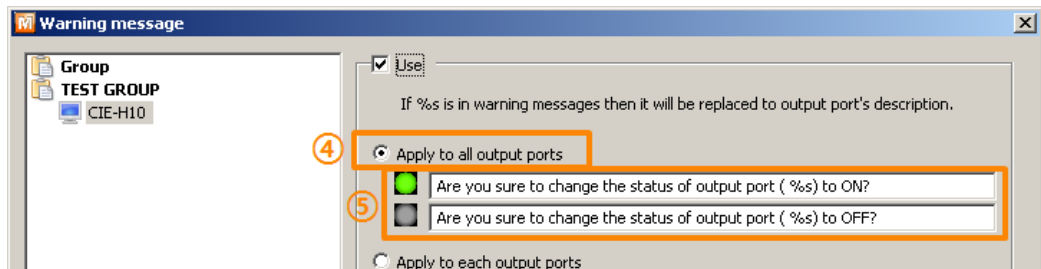 Warning message
Group
TEST GROUP
CIE-H10
Use
If %s is in warning messages then it will be replaced to output port's description.
④ Apply to all output ports
⑤ Are you sure to change the status of output port ( %s) to ON?
Are you sure to change the status of output port ( %s) to OFF?
Apply to each output ports